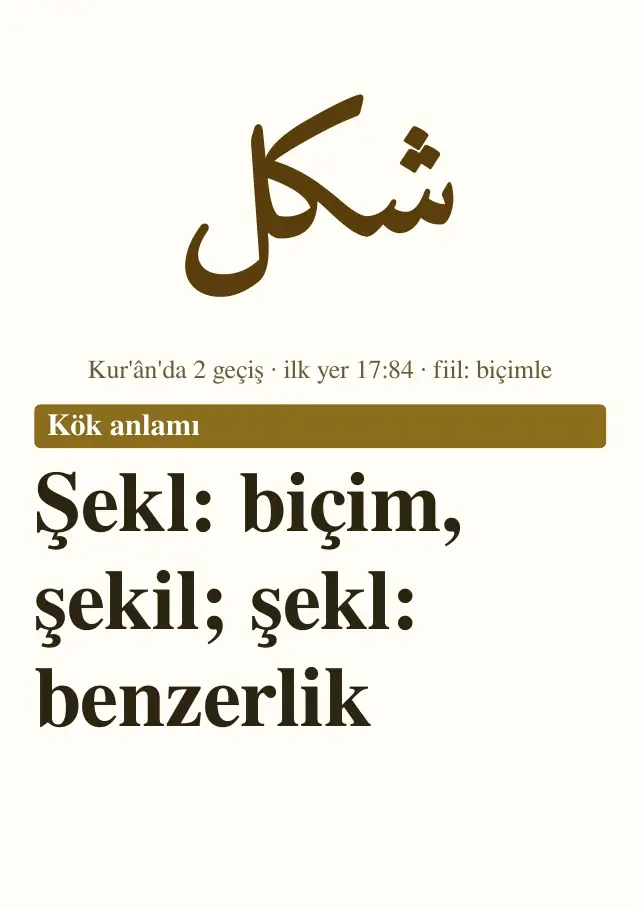 شكل
Kur'ân'da 2 geçiş · ilk yer 17:84 · fiil: biçimle
Kök anlamı
Şekl: biçim,
şekil; şekl:
benzerlik